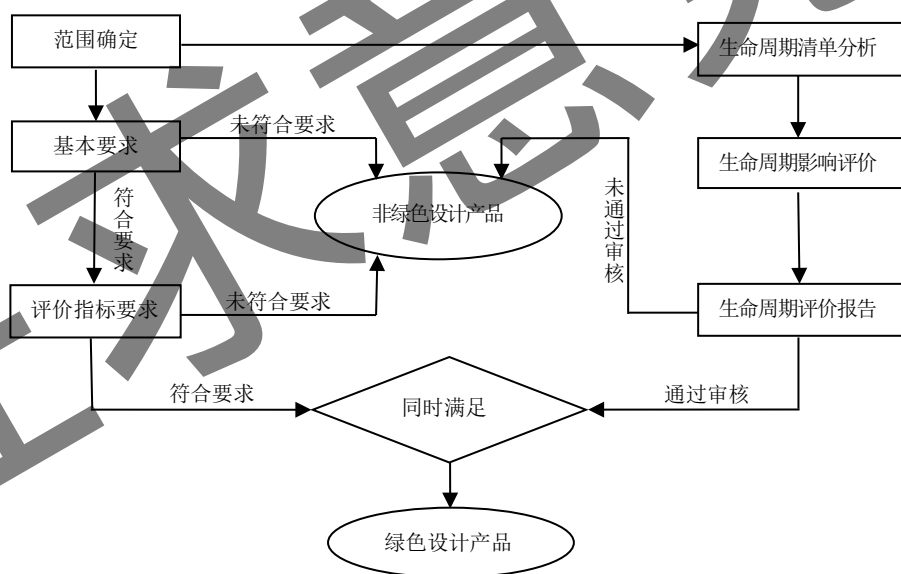 范围确定
生命周期清单分析
未符合要求
基本要求
生命周期影响评价
符合要求
未通过审核
非绿色设计产品
评价指标要求
未符合要求
生命周期评价报告
符合要求
同时满足
通过审核
绿色设计产品
求意